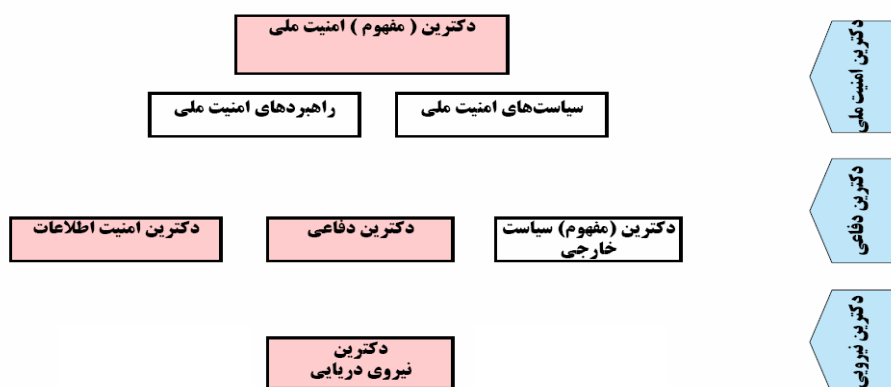 دکترین ( مفهوم ) امنیت ملی
دکترین امنیت ملی
سیاست‌های امنیت ملی
راهبردهای امنیت ملی
دکترین دفاعی
دکترین (مفهوم) سیاست
خارجی
دکترین دفاعی
دکترین امنیت اطلاعات
دکترین نیرویی
دکترین
نیروی دریایی